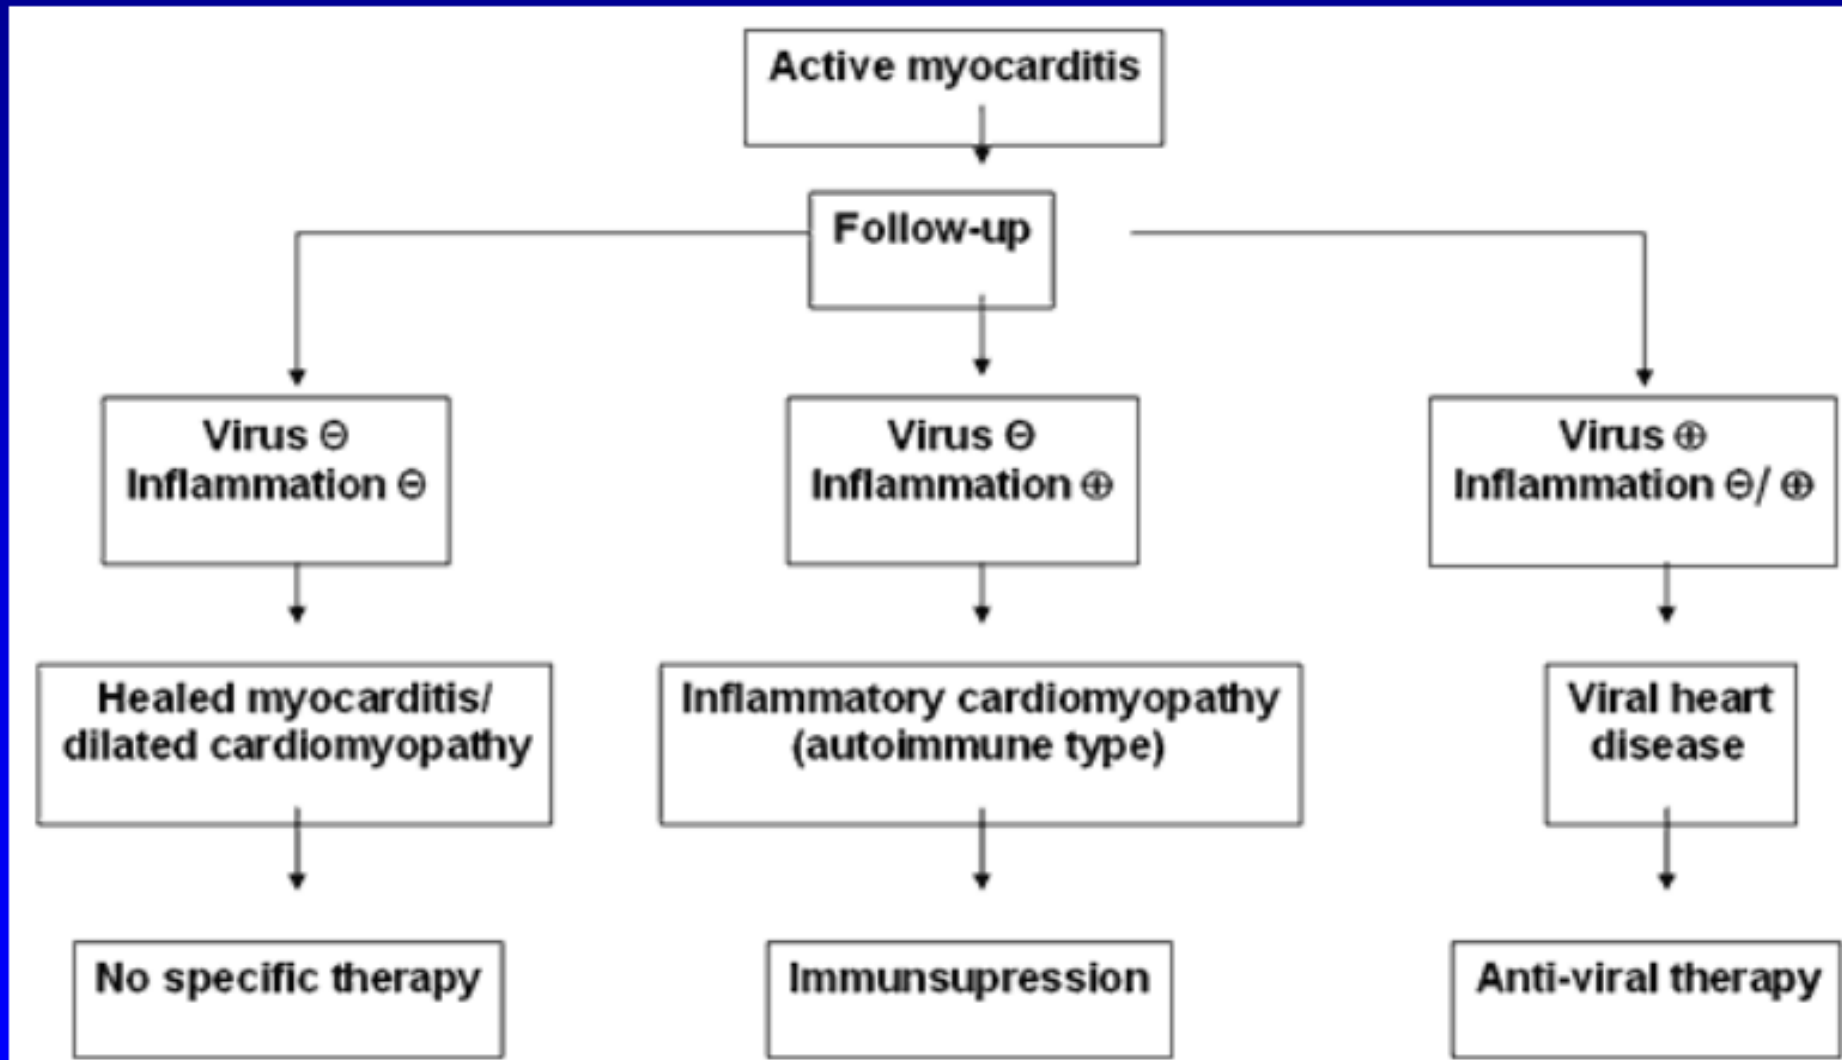 Active myocarditis
Follow-up
Virus ⊖
Inflammation ⊖
Virus ⊖
Inflammation ⊕
Virus ⊕
Inflammation ⊖/ ⊕
Healed myocarditis/
dilated cardiomyopathy
Inflammatory cardiomyopathy
(autoimmune type)
Viral heart
disease
No specific therapy
Immunsupression
Anti-viral therapy